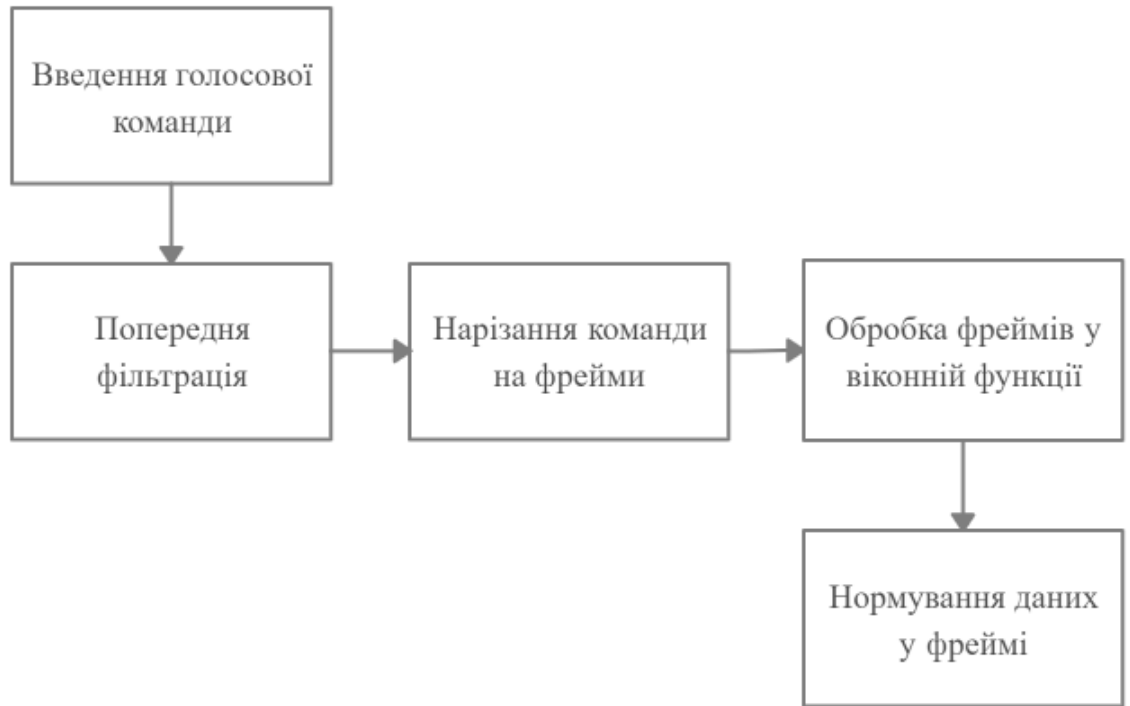 Введення голосової
команди
Попередня
фільтрація
Нарізання команди
на фрейми
Обробка фреймів у
віконній функції
Нормування даних
у фреймі